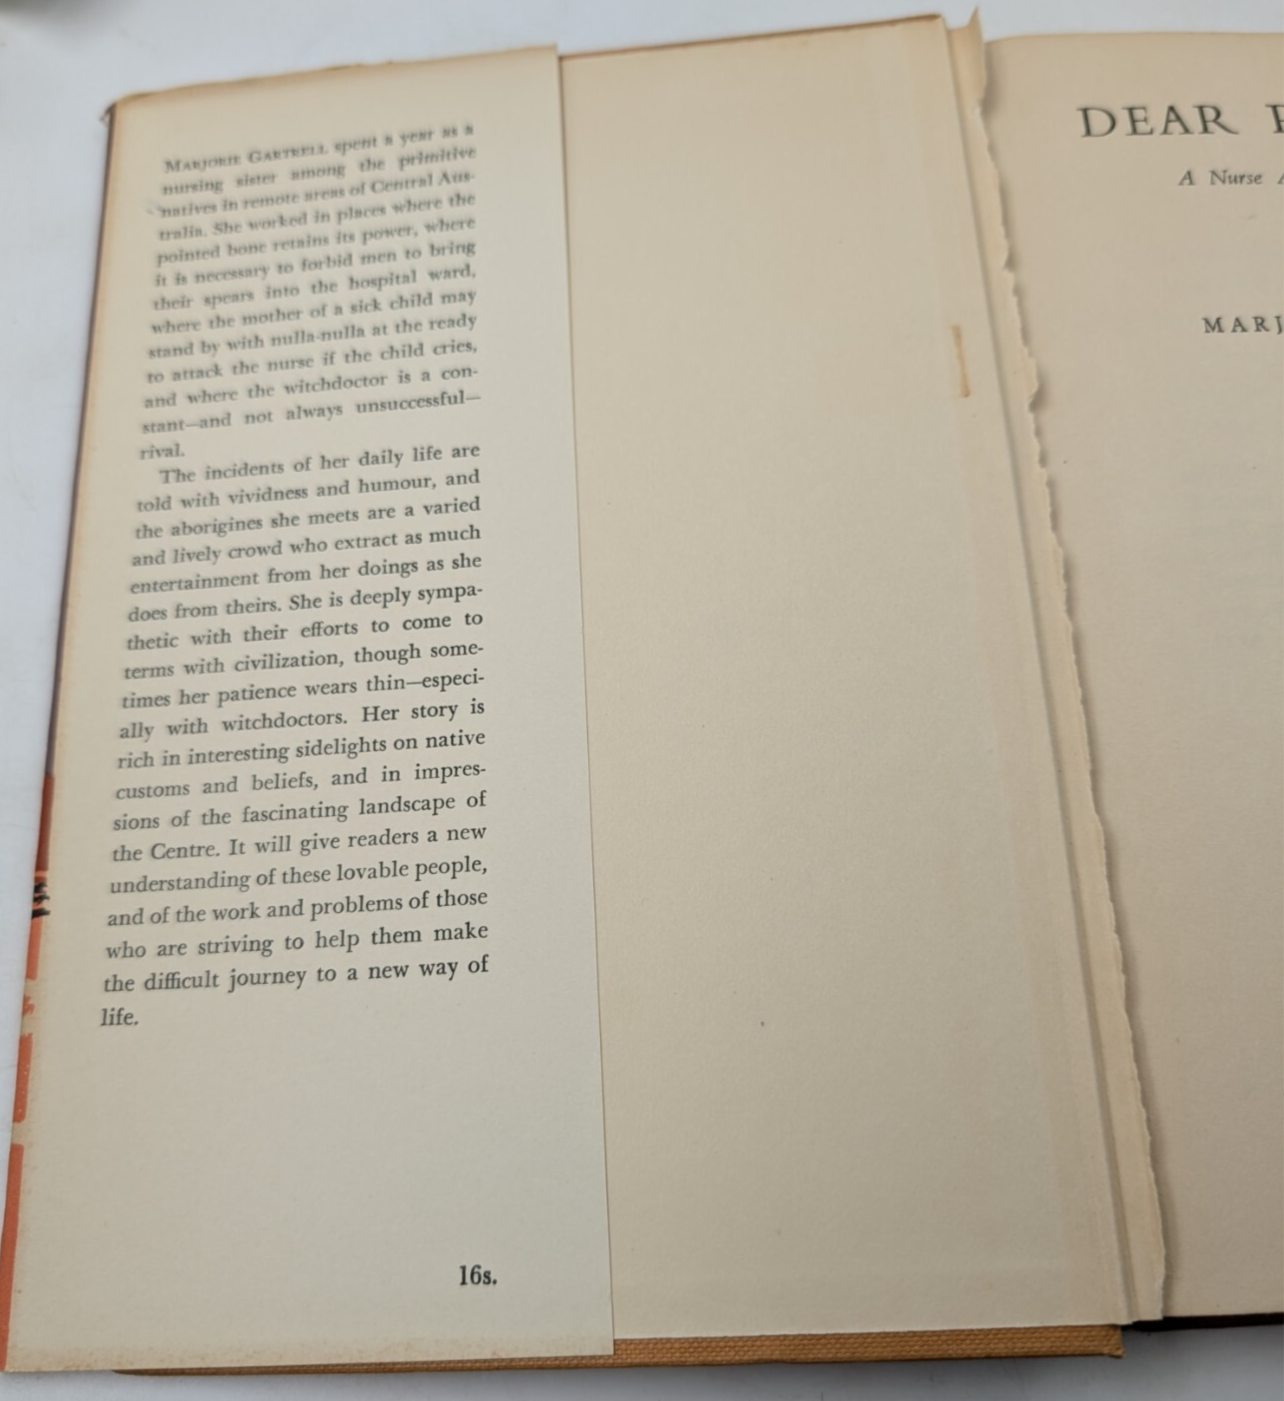 MARJORIE GARTRELL spent a year as a
nursing sister among the primitive
natives in remote areas of Central Aus-
tralia. She worked in places where the
pointed bone retains its power, where
it is necessary to forbid men to bring
their spears into the hospital ward,
where the mother of a sick child may
stand by with nulla-nulla at the ready
to attack the nurse if the child cries,
and where the witchdoctor is a con-
stant—and not always unsuccessful—
rival.
The incidents of her daily life are
told with vividness and humour, and
the aborigines she meets are a varied
and lively crowd who extract as much
entertainment from her doings as she
does from theirs. She is deeply sympa-
thetic with their efforts to come to
terms with civilization, though some-
times her patience wears thin—especi-
ally with witchdoctors. Her story is
rich in interesting sidelights on native
customs and beliefs, and in impres-
sions of the fascinating landscape of
the Centre. It will give readers a new
understanding of these lovable people,
and of the work and problems of those
who are striving to help them make
the difficult journey to a new way of
life.
16s.
DEAR
A Nurse
MARJ